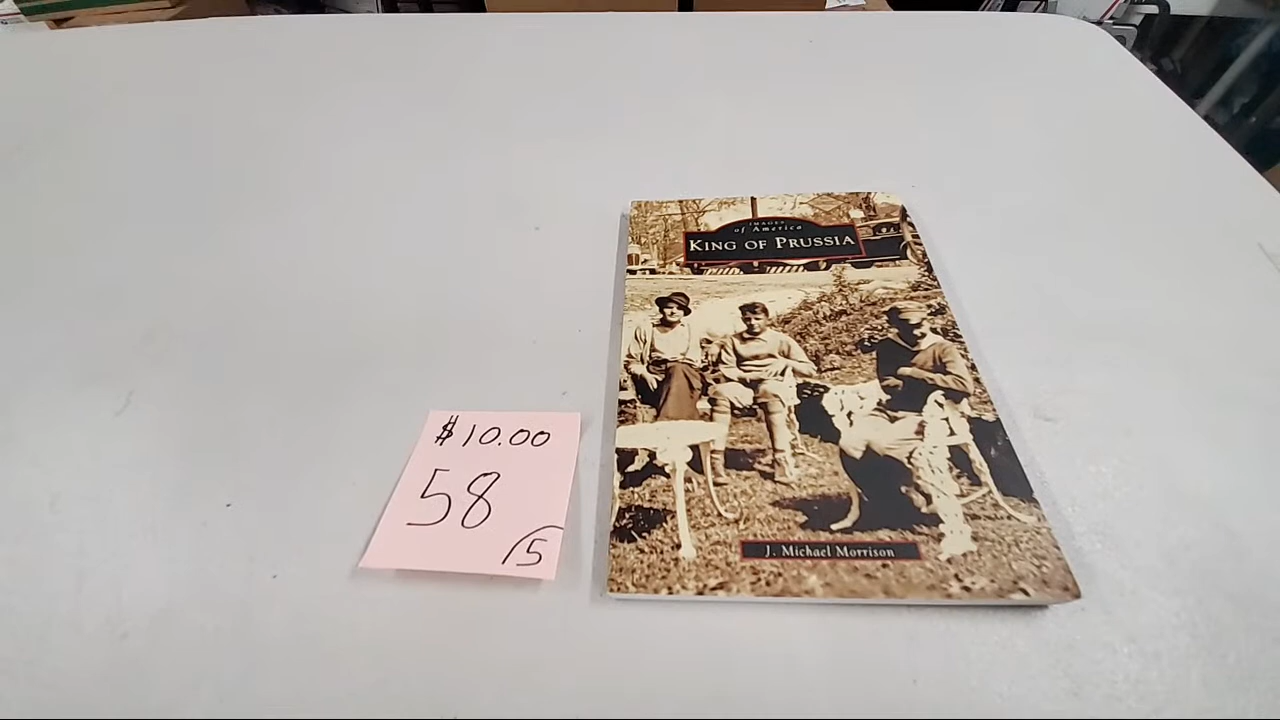 IMAGES
of America
KING OF PRUSSIA
J. Michael Morrison
$10.00
58
15